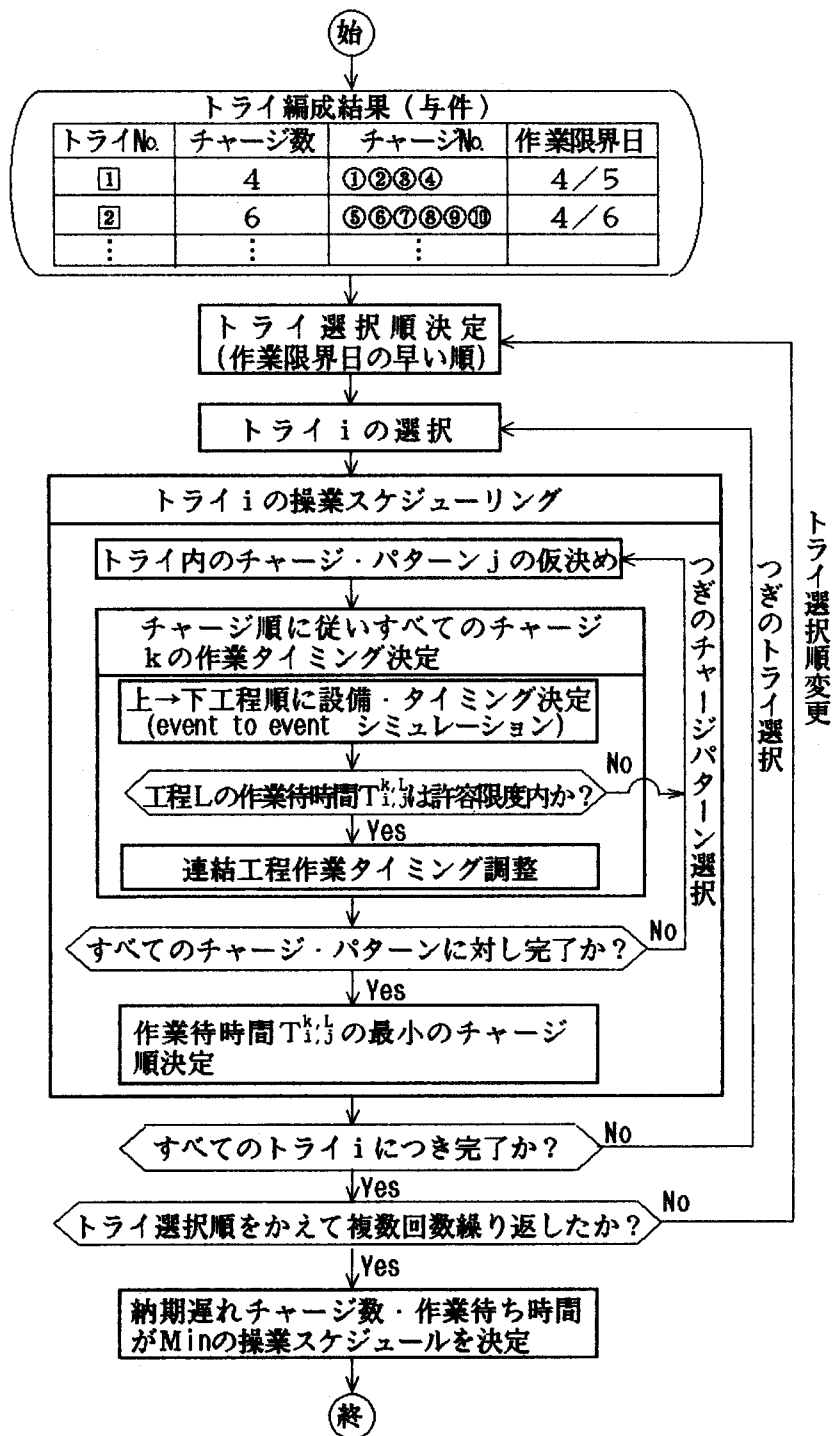 始
トライ編成結果(与件)
トライNo. チャージ数 チャージNo. 作業限界日
1 4 ①②③④ 4/5
2 6 ⑤⑥⑦⑧⑨⑩ 4/6
⋮ ⋮ ⋮
トライ選択順決定
(作業限界日の早い順)
トライiの選択
トライiの操業スケジューリング
トライ内のチャージ・パターンjの仮決め
チャージ順に従いすべてのチャージ
kの作業タイミング決定
上→下工程順に設備・タイミング決定
(event to event シミュレーション)
工程Lの作業待時間T^{k,L}_{i,j}は許容限度内か?
No
Yes
連結工程作業タイミング調整
すべてのチャージ・パターンに対し完了か?
No
Yes
作業待時間T^{k,L}_{i,j}の最小のチャージ
順決定
すべてのトライiにつき完了か?
No
Yes
トライ選択順をかえて複数回数繰り返したか?
No
Yes
納期遅れチャージ数・作業待ち時間
がMinの操業スケジュールを決定
終
つぎのチャージパターン選択
つぎのトライ選択
トライ選択順変更